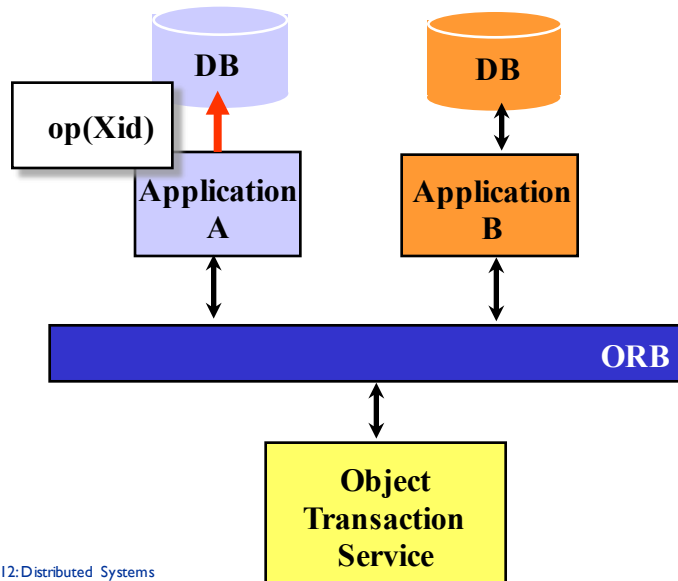 DB
DB
op(Xid)
Application
A
Application
B
ORB
Object
Transaction
Service
12: Distributed Systems